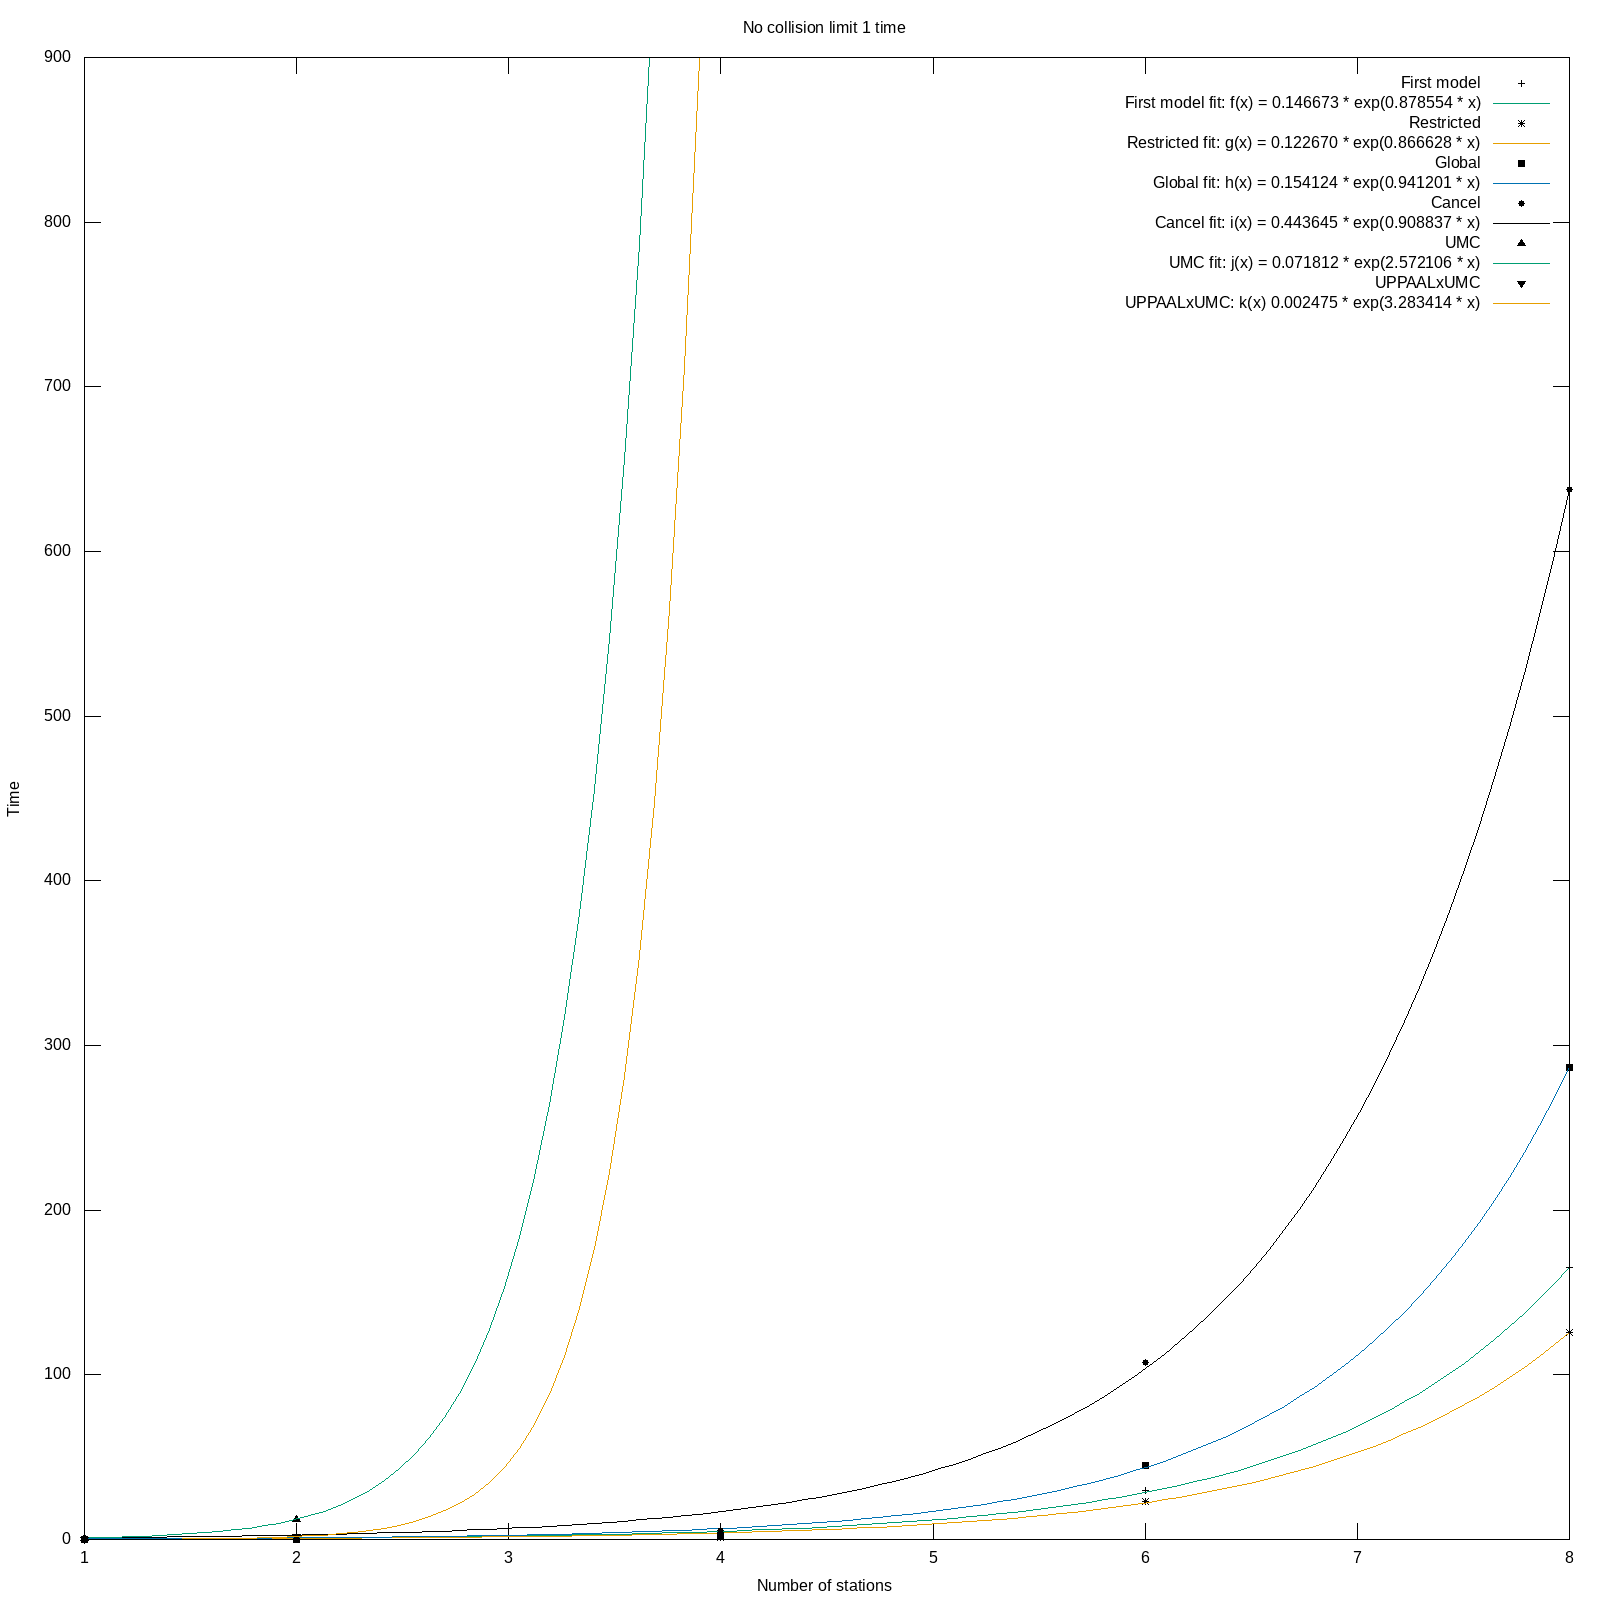 No collision limit 1 time
900
800
700
600
500
400
300
200
100
0
1
2
3
4
5
6
7
8
Time
Number of stations
First model
First model fit: f(x) = 0.146673 * exp(0.878554 * x)
Restricted
Restricted fit: g(x) = 0.122670 * exp(0.866628 * x)
Global
Global fit: h(x) = 0.154124 * exp(0.941201 * x)
Cancel
Cancel fit: i(x) = 0.443645 * exp(0.908837 * x)
UMC
UMC fit: j(x) = 0.071812 * exp(2.572106 * x)
UPPAALxUMC
UPPAALxUMC: k(x) 0.002475 * exp(3.283414 * x)